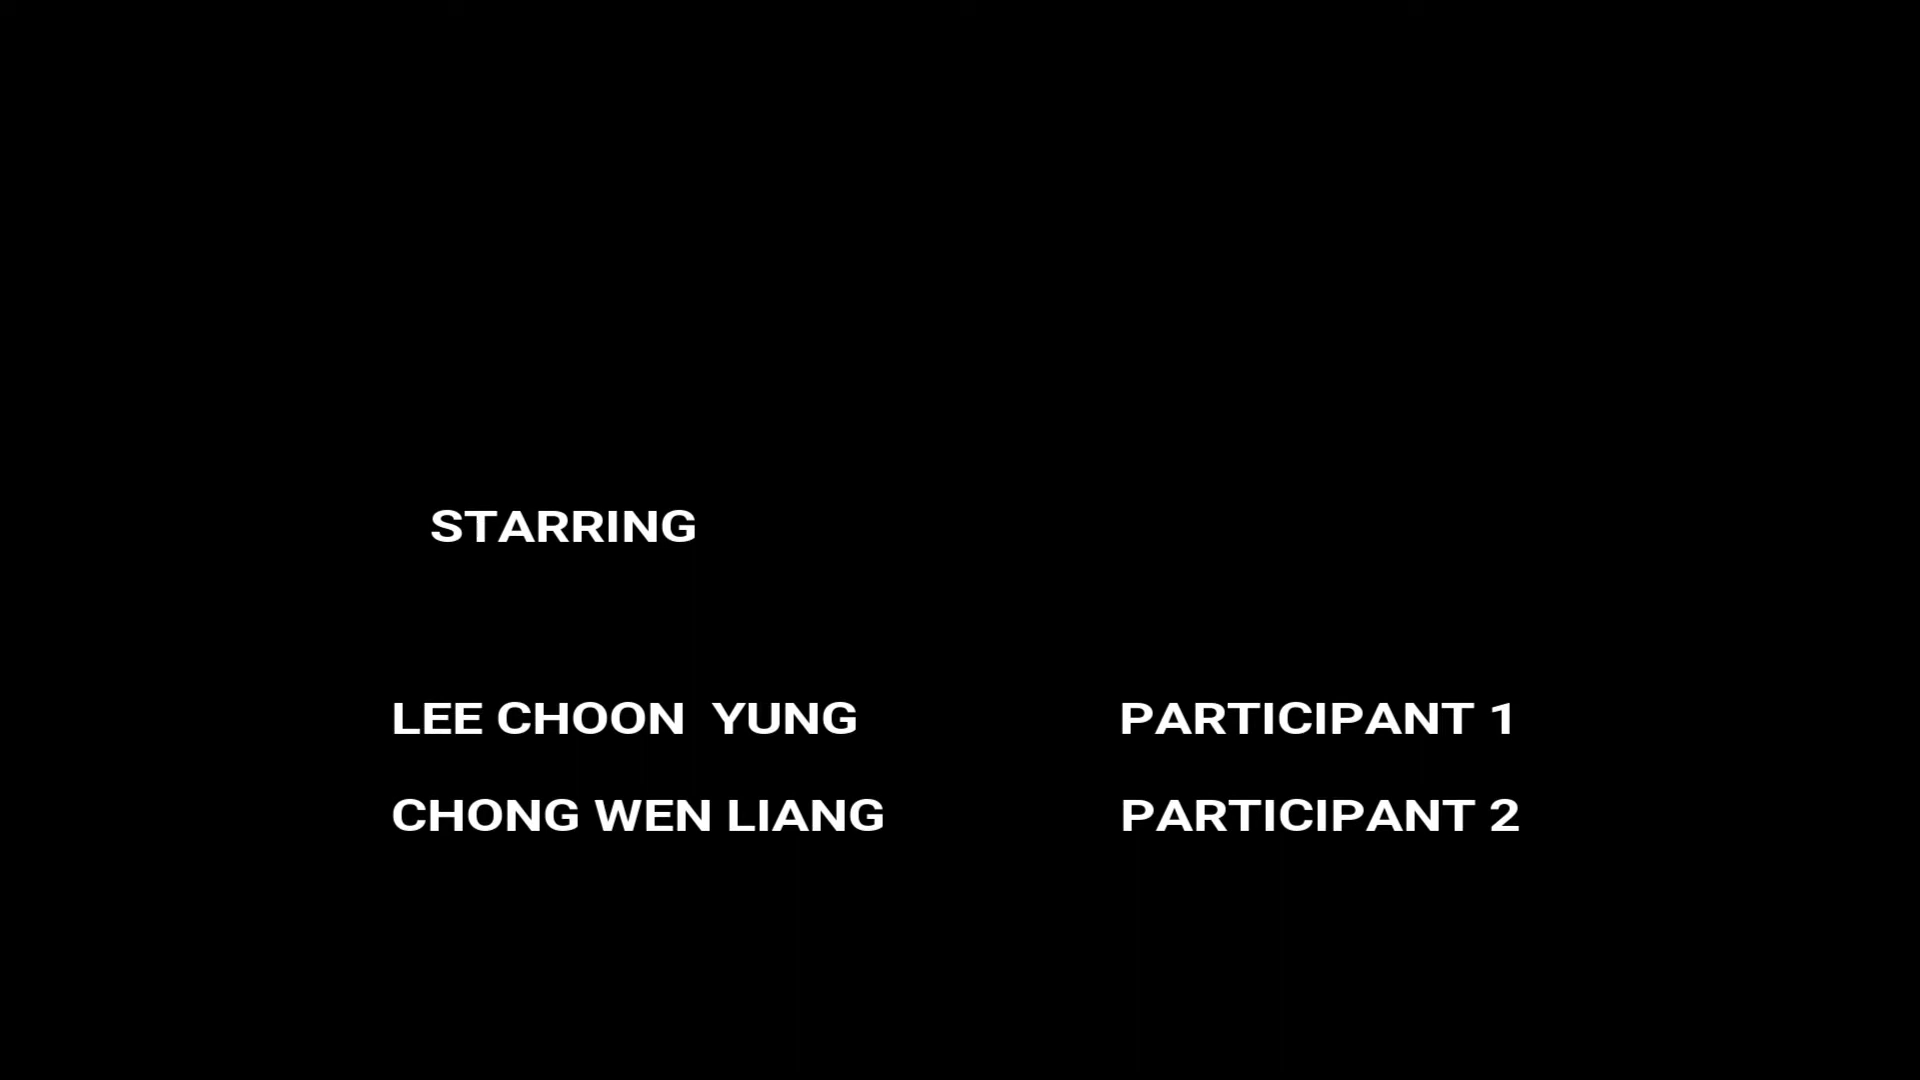 STARRING
LEE CHOON  YUNG PARTICIPANT 1
CHONG WEN LIANG PARTICIPANT 2